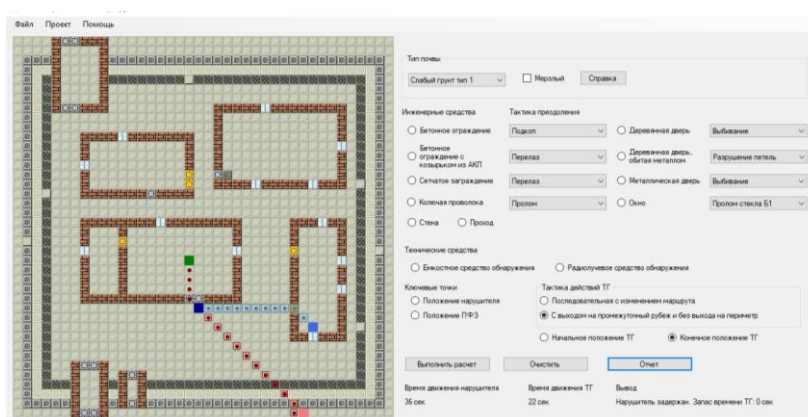 Файл Проект Помощь
Тип почвы
Слабый грунт тип 1 Мерзлый Справка
Инженерные средства Тактика преодоления
Бетонное ограждение Подкоп Деревянная дверь Выбивание
Бетонное ограждение с козырьком из АКЛ Перелаз Деревянная дверь, обитая металлом Разрушение петель
Сетчатое заграждение Перелаз Металлическая дверь Выбивание
Колючая проволока Пролом Окно Пролом стекла Б1
Стена Проход
Технические средства
Емкостное средство обнаружения Радиолучевое средство обнаружения
Ключевые точки Тактика действий ТГ
Положение нарушителя Последовательная с изменением маршрута
Положение ПФЗ С выходом на промежуточный рубеж и без выхода на периметр
Начальное положение ТГ Конечное положение ТГ
Выполнить расчет Очистить Отчет
Время движения нарушителя Время движения ТГ Вывод
36 сек 22 сек Нарушитель задержан. Запас времени ТГ: 0 сек